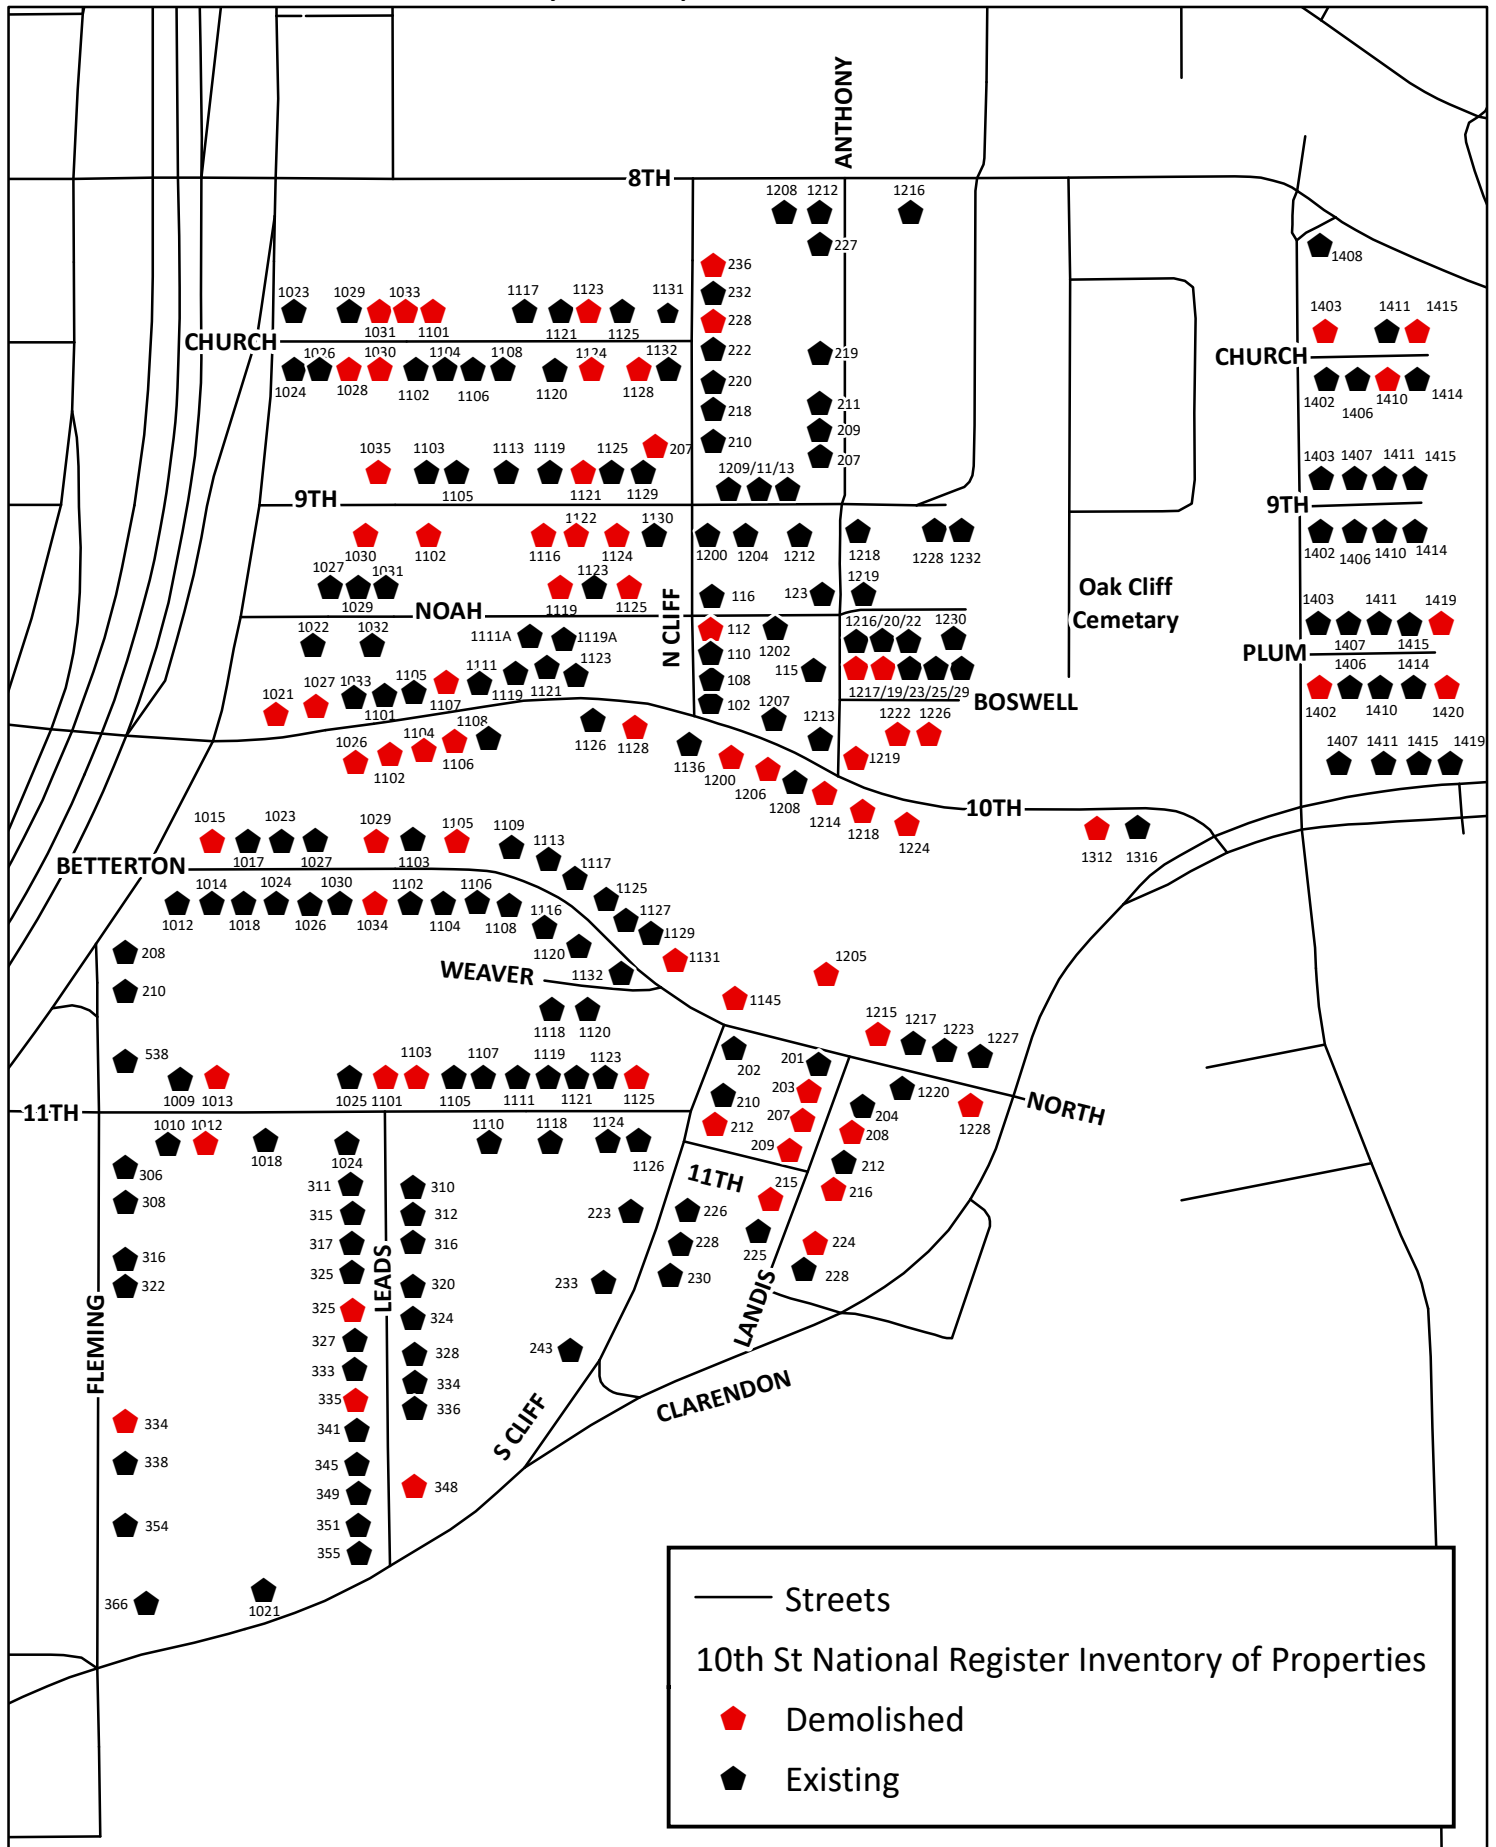 ANTHONY
8TH
1208 1212 1216
227
236
1408
232
1023 1029 1033 1117 1123 1131
228
1403 1411 1415
1031 1101 1121 1125
CHURCH
222 219
CHURCH
1026 1030 1104 1108 1124 1132
220
1024 1028 1102 1106 1120 1128
1402 1406 1410 1414
218 211
209
210
207
1035 1103 1113 1119 1125 207
1209/11/13
1403 1407 1411 1415
1105 1121 1129
9TH
9TH
1122 1130
1030 1102 1116 1124 1200 1204 1212 1218 1228 1232
1402 1406 1410 1414
1027 1031 1123 1219
Oak Cliff
Cemetary
116 123
1029 1119 1125
NOAH
N CLIFF
1403 1411 1419
1022 1032 1111A 1119A
112 1202
1216/20/22 1230
1407 1415
PLUM
110
1406 1414
115
1217/19/23/25/29
BOSWELL
108
102
1402 1410 1420
1021 1027 1033 1105 1111 1123
1101 1107 1119 1121
1207 1213
1222 1226
1219
1407 1411 1415 1419
1026 1104 1108 1126 1128
1102 1106
1136 1200 1206 1208 1214 1218 1224
10TH
1312 1316
1015 1023 1029 1105 1109 1113
1017 1027 1103 1117
BETTERTON
1014 1024 1030 1102 1106 1125
1012 1018 1026 1034 1104 1108
1116 1127
1129
1120
1131
WEAVER
1132
1205
208
210
1145
1118 1120
1215 1217 1223 1227
538
1103 1107 1119 1123
202 201
203
1009 1013 1025 1101 1105 1111 1121 1125
210
1220
204
NORTH
11TH
212 207
208 1228
1010 1012 1110 1118 1124
209
1018 1024 1126
11TH
212
306
311 310
215 216
308
315 312
223 226
317 316
228 225 224
316
LEADS
325 320
233 230 228
322
FLEMING
325 324
LANDIS
327 328
243
333 334
CLARENDON
335 336
334
341
S CLIFF
338
345
348
349
354
351
355
366
1021
Streets
10th St National Register Inventory of Properties
Demolished
Existing